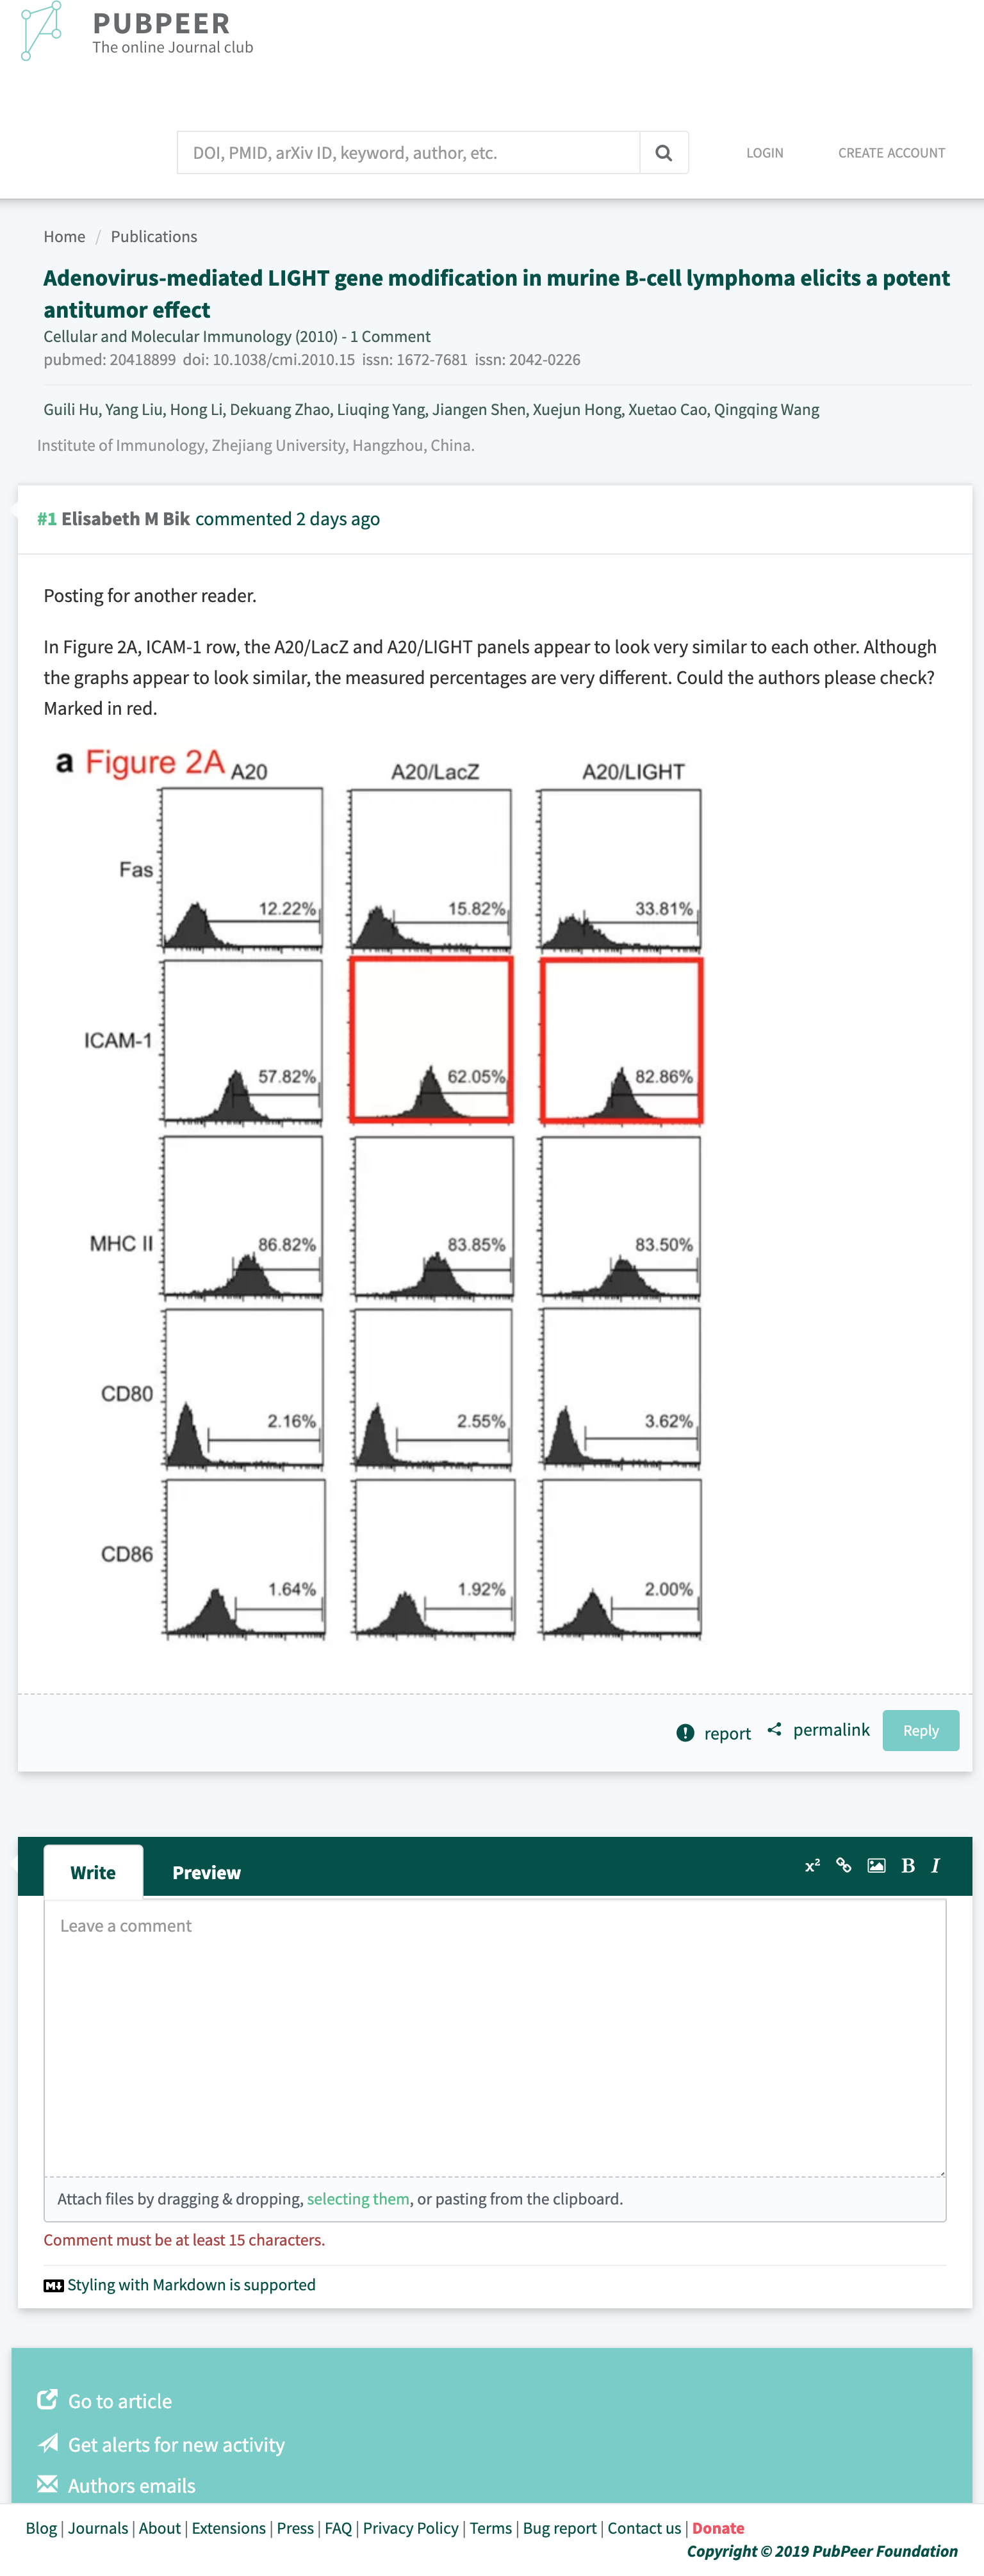 PUBPEER
The online Journal club
DOI, PMID, arXiv ID, keyword, author, etc.
LOGIN
CREATE ACCOUNT
Home / Publications
Adenovirus-mediated LIGHT gene modification in murine B-cell lymphoma elicits a potent
antitumor effect
Cellular and Molecular Immunology (2010) - 1 Comment
pubmed: 20418899 doi: 10.1038/cmi.2010.15 issn: 1672-7681 issn: 2042-0226
Guili Hu, Yang Liu, Hong Li, Dekuang Zhao, Liuqing Yang, Jiangen Shen, Xuejun Hong, Xuetao Cao, Qingqing Wang
Institute of Immunology, Zhejiang University, Hangzhou, China.
#1 Elisabeth M Bik commented 2 days ago
Posting for another reader.
In Figure 2A, ICAM-1 row, the A20/LacZ and A20/LIGHT panels appear to look very similar to each other. Although
the graphs appear to look similar, the measured percentages are very different. Could the authors please check?
Marked in red.
a Figure 2A A20 A20/LacZ A20/LIGHT
Fas 12.22% 15.82% 33.81%
ICAM-1 57.82% 62.05% 82.86%
MHC II 86.82% 83.85% 83.50%
CD80 2.16% 2.55% 3.62%
CD86 1.64% 1.92% 2.00%
report permalink Reply
Write Preview x² B I
Leave a comment
Attach files by dragging & dropping, selecting them, or pasting from the clipboard.
Comment must be at least 15 characters.
M Styling with Markdown is supported
Go to article
Get alerts for new activity
Authors emails
Blog | Journals | About | Extensions | Press | FAQ | Privacy Policy | Terms | Bug report | Contact us | Donate
Copyright © 2019 PubPeer Foundation